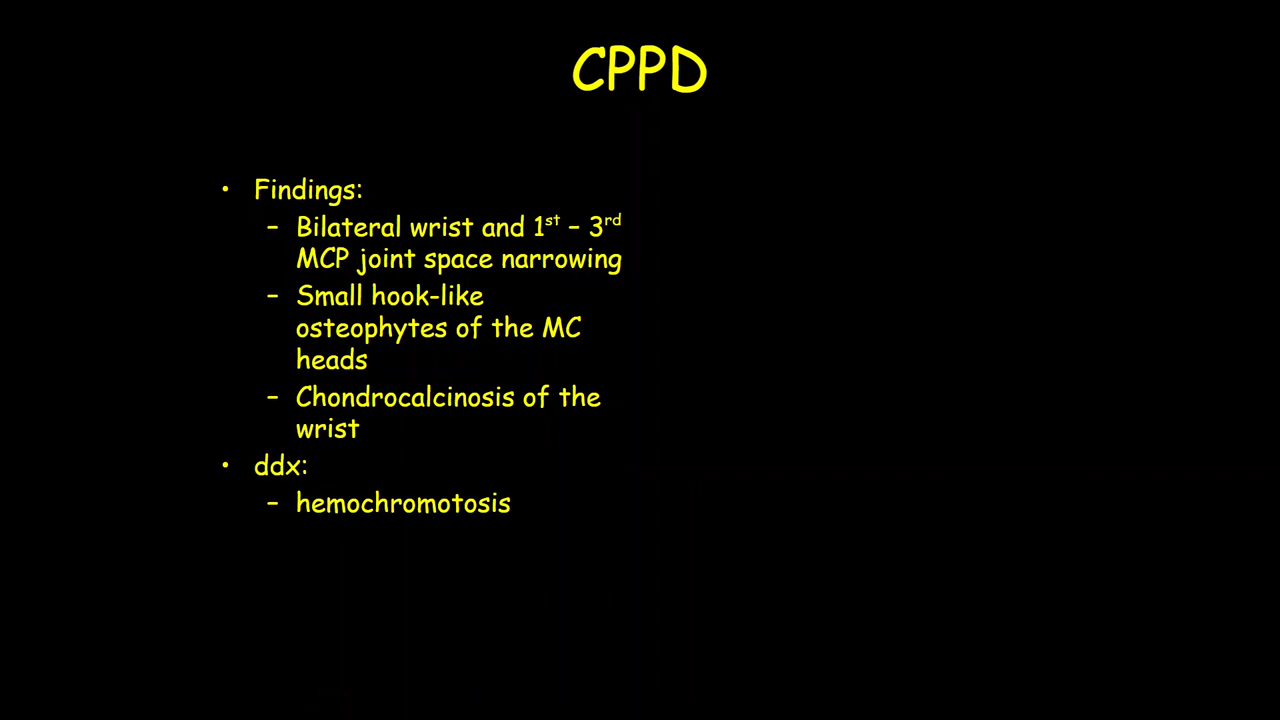 CPPD
• Findings:
– Bilateral wrist and 1st – 3rd
MCP joint space narrowing
– Small hook-like
osteophytes of the MC
heads
– Chondrocalcinosis of the
wrist
• ddx:
– hemochromotosis